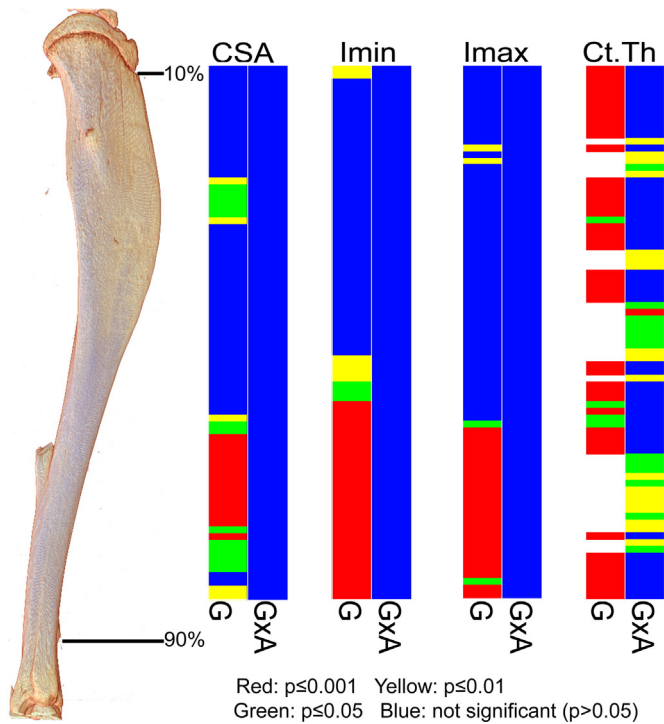 CSA Imin Imax Ct.Th
10%
G GxA G GxA G GxA G GxA
90%
Red: p≤0.001 Yellow: p≤0.01
Green: p≤0.05 Blue: not significant (p>0.05)